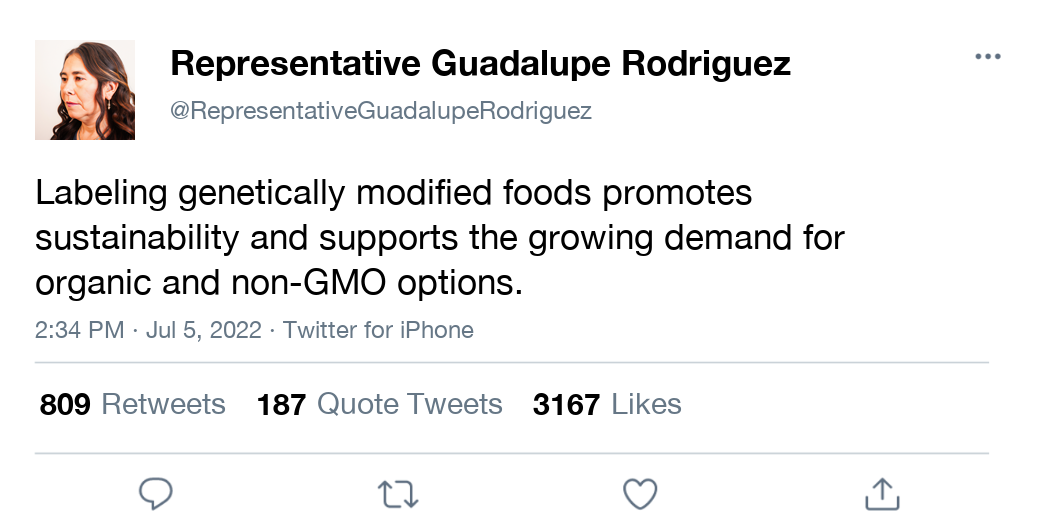 Representative Guadalupe Rodriguez
@RepresentativeGuadalupeRodriguez
Labeling genetically modified foods promotes
sustainability and supports the growing demand for
organic and non-GMO options.
2:34 PM · Jul 5, 2022 · Twitter for iPhone
809 Retweets 187 Quote Tweets 3167 Likes